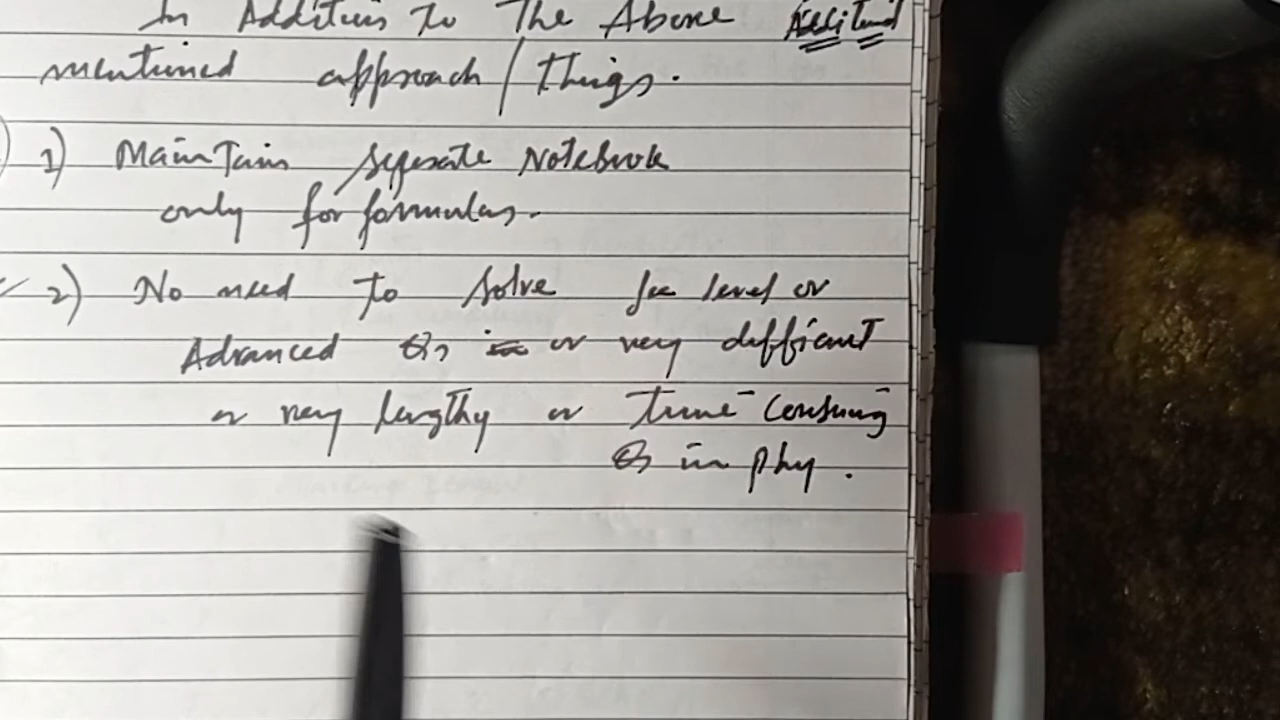 In Addition To The Above Additional
mentioned approach / Things.
1) Maintain Seperate Notebook
only for formulas.
2) No need to Solve Jee level or
Advanced Qs or very difficult
or very lengthy or time-Consuming
Qs in phy.